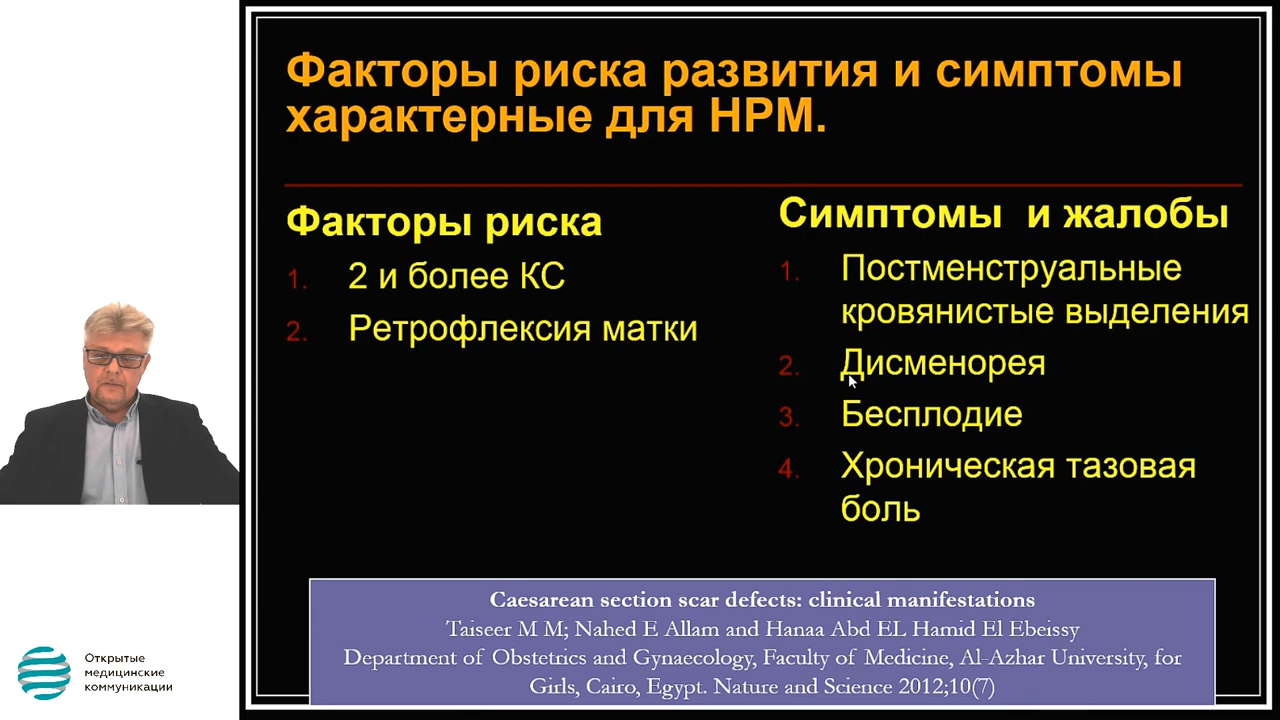 Факторы риска развития и симптомы
характерные для НРМ.
Факторы риска
1. 2 и более КС
2. Ретрофлексия матки
Симптомы и жалобы
1. Постменструальные
кровянистые выделения
2. Дисменорея
3. Бесплодие
4. Хроническая тазовая
боль
Caesarean section scar defects: clinical manifestations
Taiseer M M; Nahed E Allam and Hanaa Abd EL Hamid El Ebeissy
Department of Obstetrics and Gynaecology, Faculty of Medicine, Al-Azhar University, for
Girls, Cairo, Egypt. Nature and Science 2012;10(7)
Открытые
медицинские
коммуникации